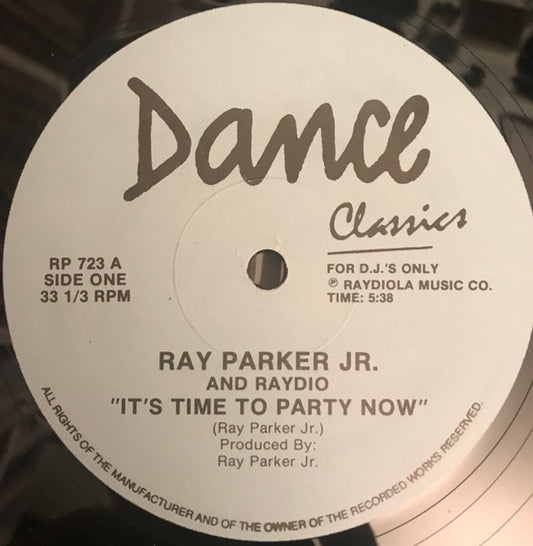 Dance
Classics
RP 723 A
SIDE ONE
33 1/3 RPM
FOR D.J.'S ONLY
℗ RAYDIOLA MUSIC CO.
TIME: 5:38
RAY PARKER JR.
AND RAYDIO
"IT'S TIME TO PARTY NOW"
(Ray Parker Jr.)
Produced By:
Ray Parker Jr.
ALL RIGHTS OF THE MANUFACTURER AND OF THE OWNER OF THE RECORDED WORKS RESERVED.